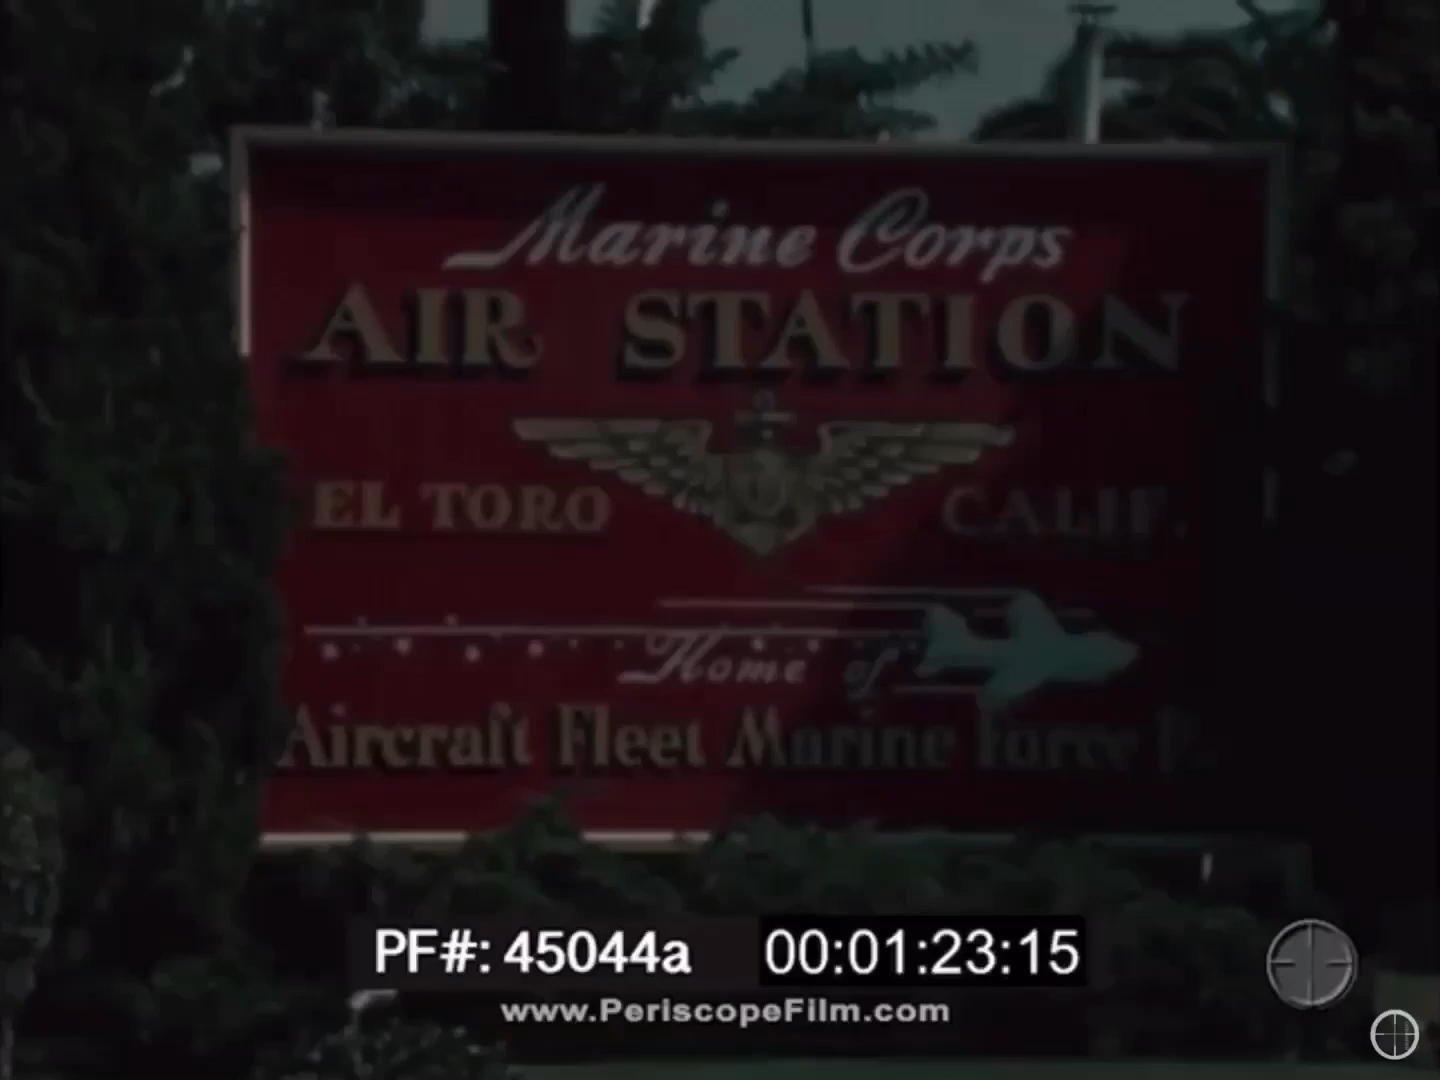 Marine Corps
AIR STATION
EL TORO CALIF.
Home of
Aircraft Fleet Marine Force
PF#: 45044a 00:01:23:15
www.PeriscopeFilm.com